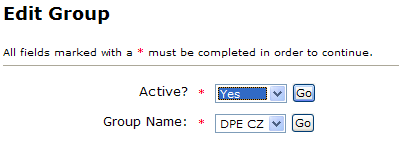 Edit Group
All fields marked with a * must be completed in order to continue.
Active? * Yes Go
Group Name: * DPE CZ Go